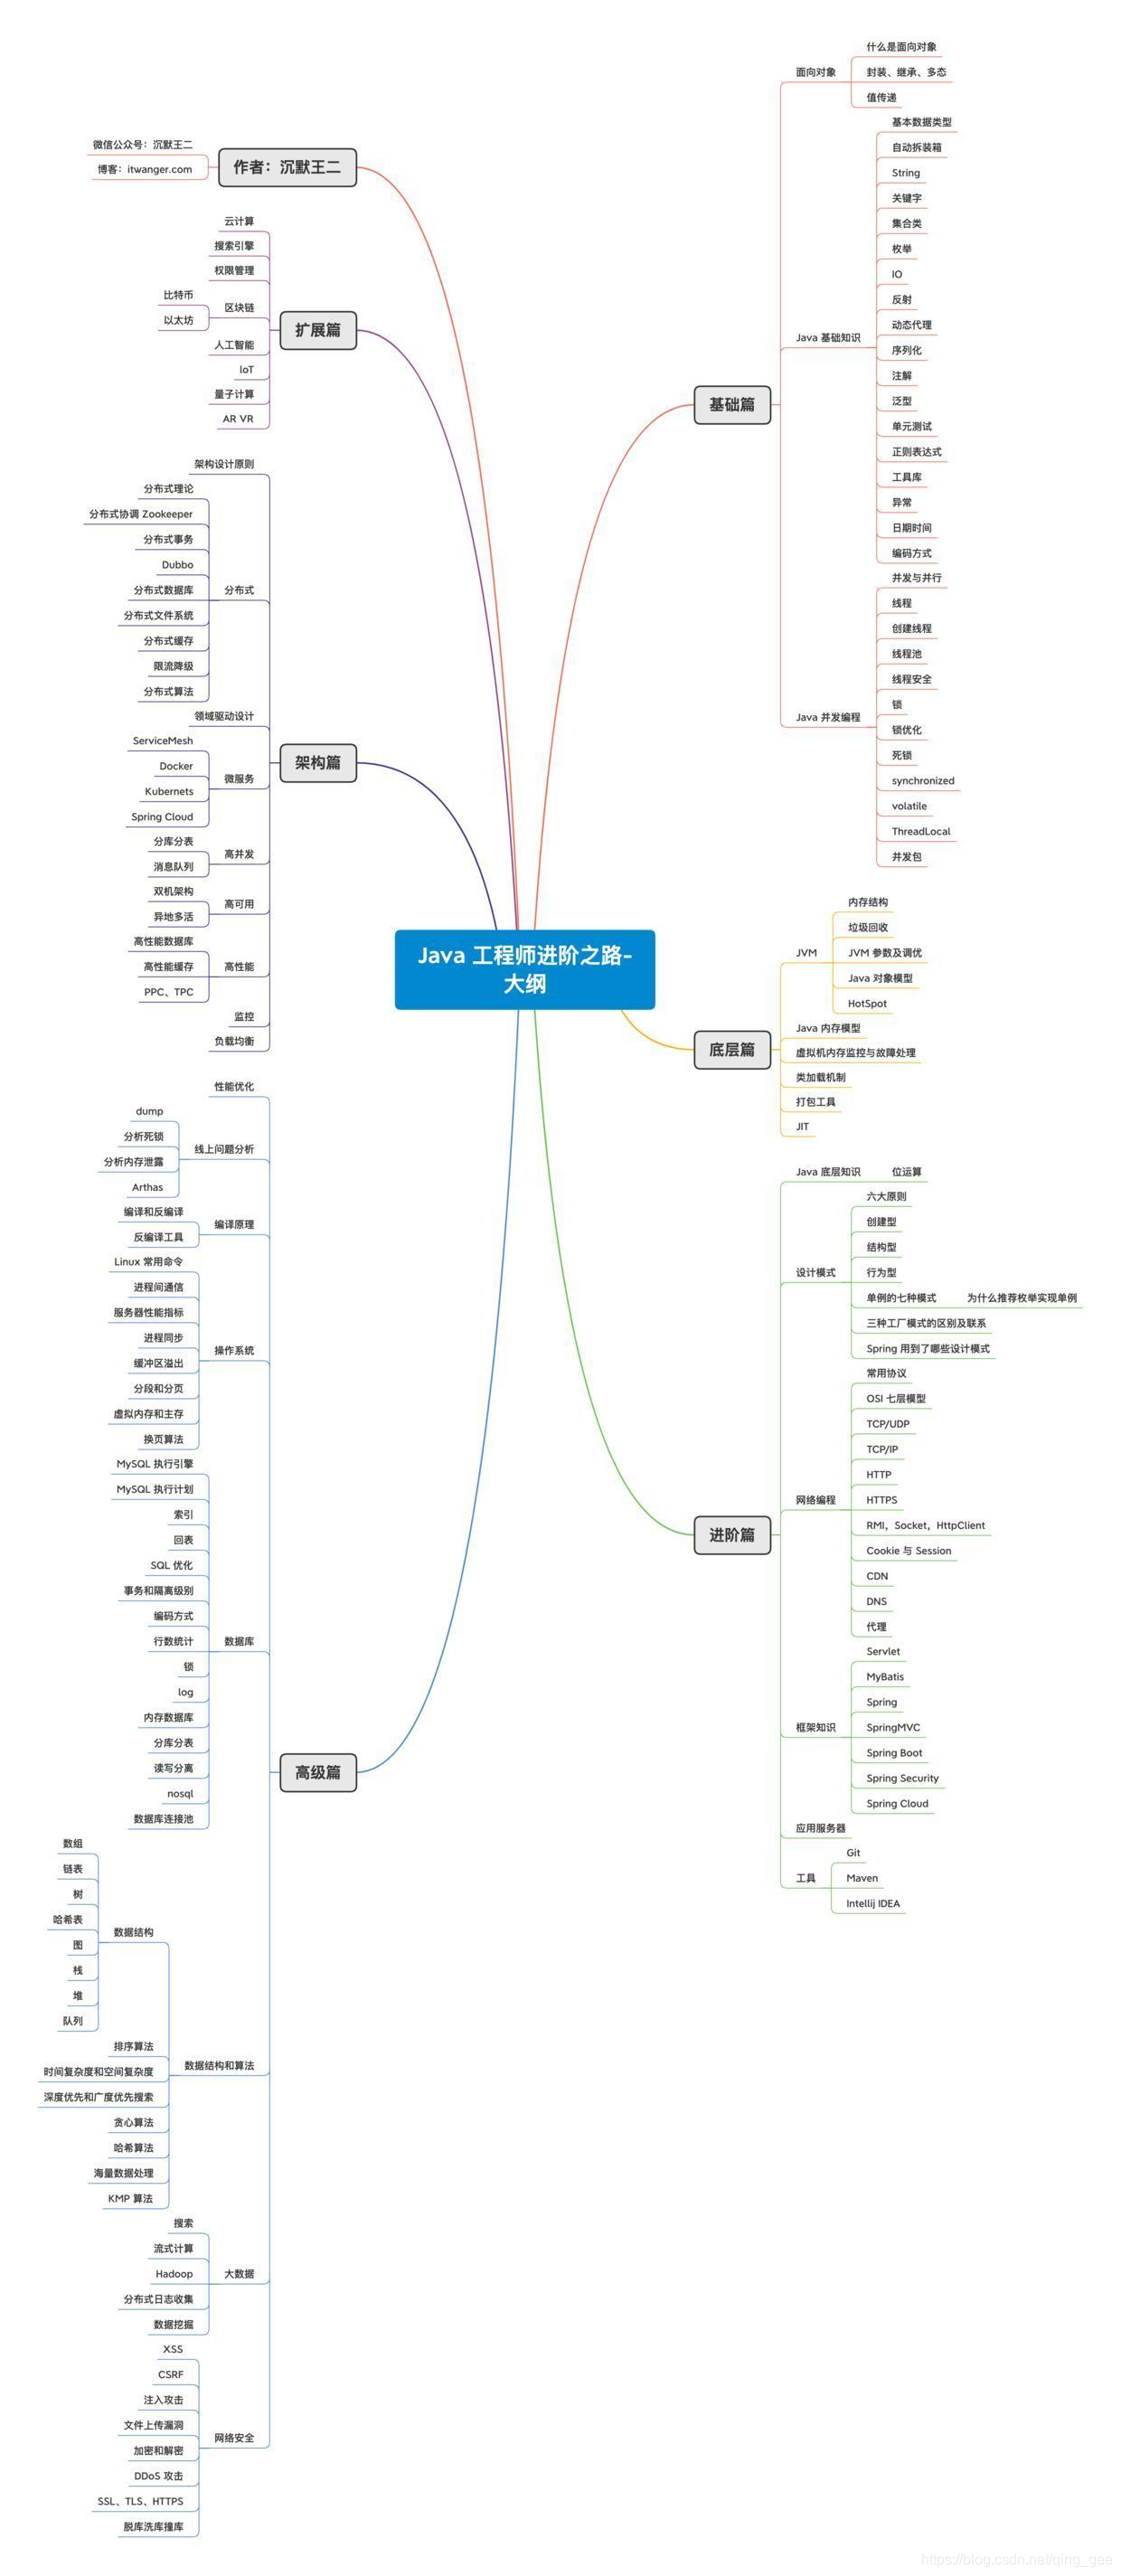 Java 工程师进阶之路-
大纲
基础篇
面向对象
什么是面向对象
封装、继承、多态
值传递
Java 基础知识
基本数据类型
自动拆装箱
String
关键字
集合类
枚举
IO
反射
动态代理
序列化
注解
泛型
单元测试
正则表达式
工具库
异常
日期时间
编码方式
Java 并发编程
并发与并行
线程
创建线程
线程池
线程安全
锁
锁优化
死锁
synchronized
volatile
ThreadLocal
并发包
底层篇
JVM
内存结构
垃圾回收
JVM 参数及调优
Java 对象模型
HotSpot
Java 内存模型
虚拟机内存监控与故障处理
类加载机制
打包工具
JIT
进阶篇
Java 底层知识
位运算
设计模式
六大原则
创建型
结构型
行为型
单例的七种模式
为什么推荐枚举实现单例
三种工厂模式的区别及联系
Spring 用到了哪些设计模式
网络编程
常用协议
OSI 七层模型
TCP/UDP
TCP/IP
HTTP
HTTPS
RMI，Socket，HttpClient
Cookie 与 Session
CDN
DNS
代理
框架知识
Servlet
MyBatis
Spring
SpringMVC
Spring Boot
Spring Security
Spring Cloud
应用服务器
工具
Git
Maven
Intellij IDEA
作者：沉默王二
微信公众号：沉默王二
博客：itwanger.com
扩展篇
云计算
搜索引擎
权限管理
区块链
比特币
以太坊
人工智能
IoT
量子计算
AR VR
架构篇
架构设计原则
分布式
分布式理论
分布式协调 Zookeeper
分布式事务
Dubbo
分布式数据库
分布式文件系统
分布式缓存
限流降级
分布式算法
领域驱动设计
微服务
ServiceMesh
Docker
Kubernets
Spring Cloud
高并发
分库分表
消息队列
高可用
双机架构
异地多活
高性能
高性能数据库
高性能缓存
PPC、TPC
监控
负载均衡
高级篇
性能优化
线上问题分析
dump
分析死锁
分析内存泄露
Arthas
编译原理
编译和反编译
反编译工具
操作系统
Linux 常用命令
进程间通信
服务器性能指标
进程同步
缓冲区溢出
分段和分页
虚拟内存和主存
换页算法
数据库
MySQL 执行引擎
MySQL 执行计划
索引
回表
SQL 优化
事务和隔离级别
编码方式
行数统计
锁
log
内存数据库
分库分表
读写分离
nosql
数据库连接池
数据结构和算法
数据结构
数组
链表
树
哈希表
图
栈
堆
队列
排序算法
时间复杂度和空间复杂度
深度优先和广度优先搜索
贪心算法
哈希算法
海量数据处理
KMP 算法
大数据
搜索
流式计算
Hadoop
分布式日志收集
数据挖掘
网络安全
XSS
CSRF
注入攻击
文件上传漏洞
加密和解密
DDoS 攻击
SSL、TLS、HTTPS
脱库洗库撞库
https://blog.csdn.net/qing_gee